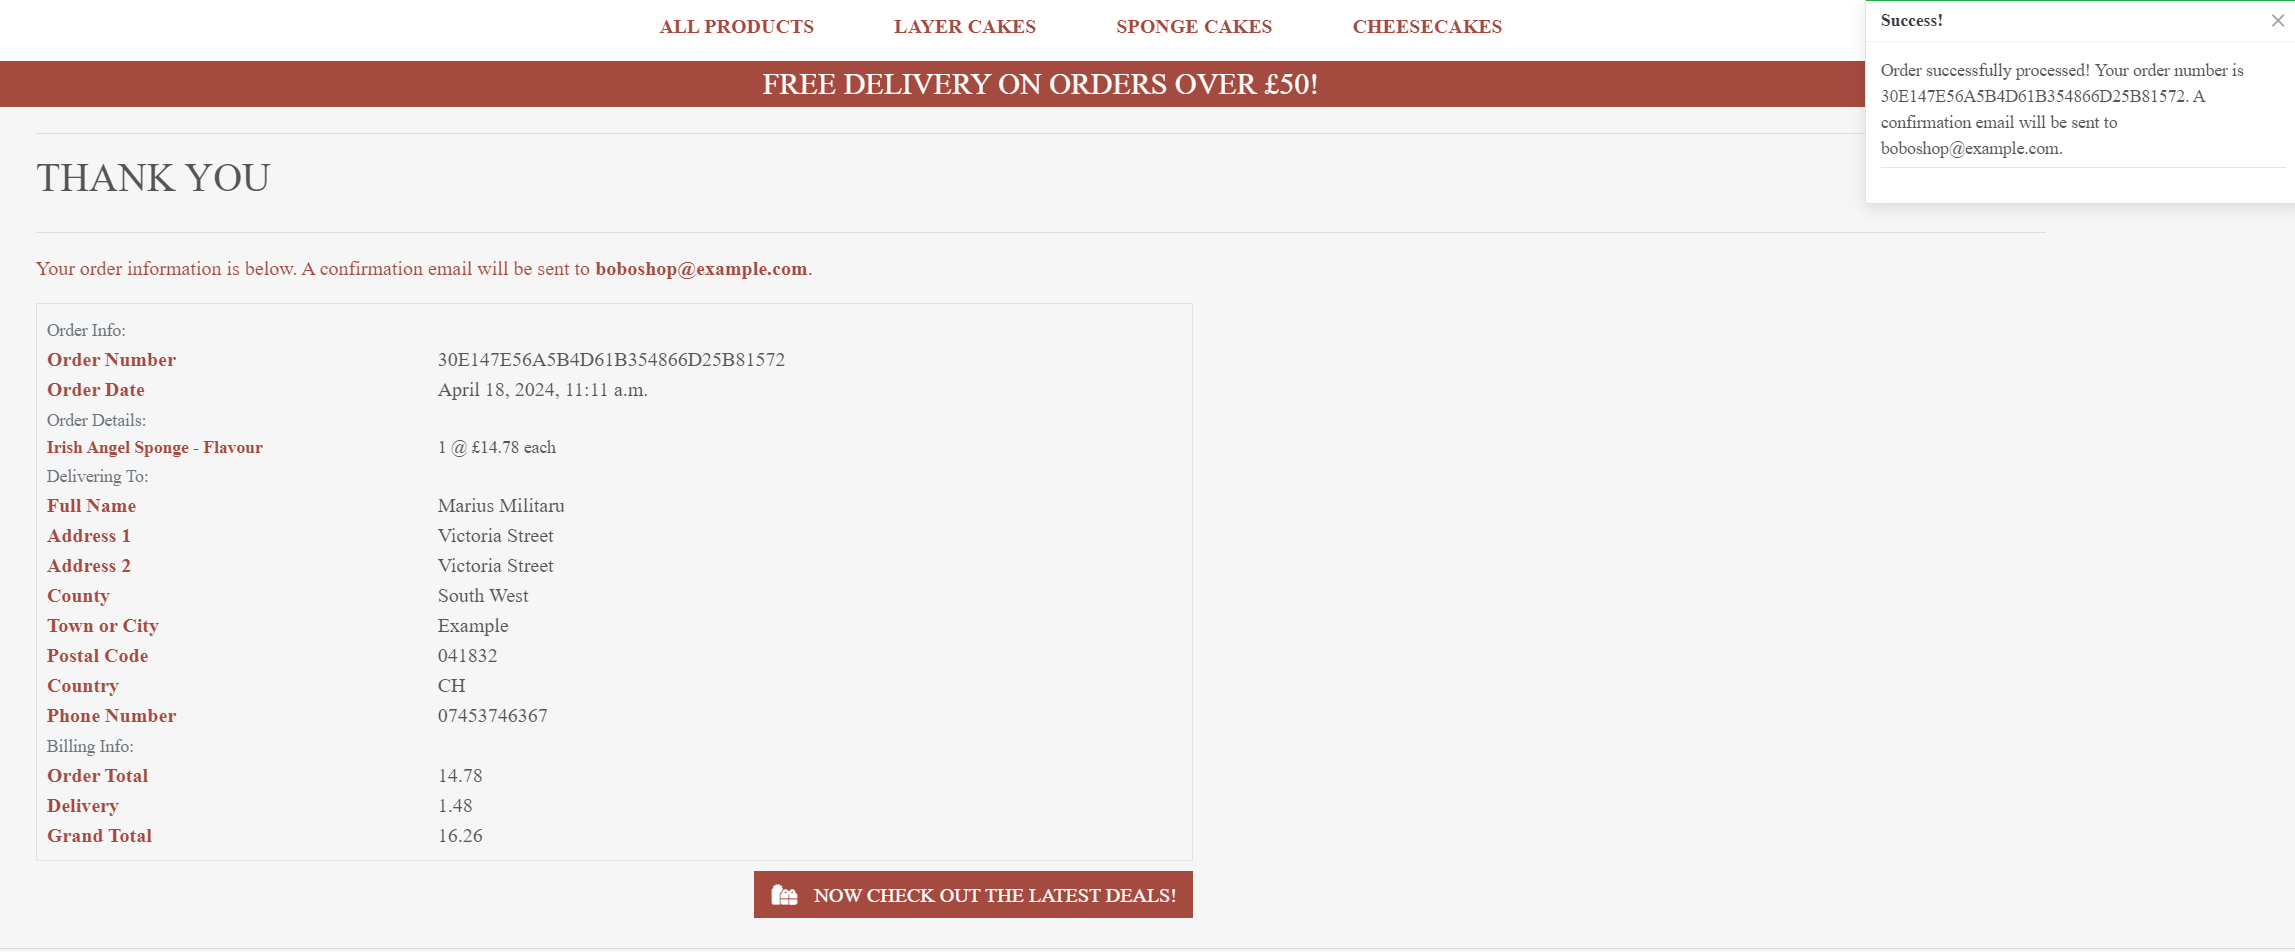 ALL PRODUCTS LAYER CAKES SPONGE CAKES CHEESECAKES
FREE DELIVERY ON ORDERS OVER £50!
Success!
Order successfully processed! Your order number is
30E147E56A5B4D61B354866D25B81572. A
confirmation email will be sent to
boboshop@example.com.
THANK YOU
Your order information is below. A confirmation email will be sent to boboshop@example.com.
Order Info:
Order Number 30E147E56A5B4D61B354866D25B81572
Order Date April 18, 2024, 11:11 a.m.
Order Details:
Irish Angel Sponge - Flavour 1 @ £14.78 each
Delivering To:
Full Name Marius Militaru
Address 1 Victoria Street
Address 2 Victoria Street
County South West
Town or City Example
Postal Code 041832
Country CH
Phone Number 07453746367
Billing Info:
Order Total 14.78
Delivery 1.48
Grand Total 16.26
NOW CHECK OUT THE LATEST DEALS!